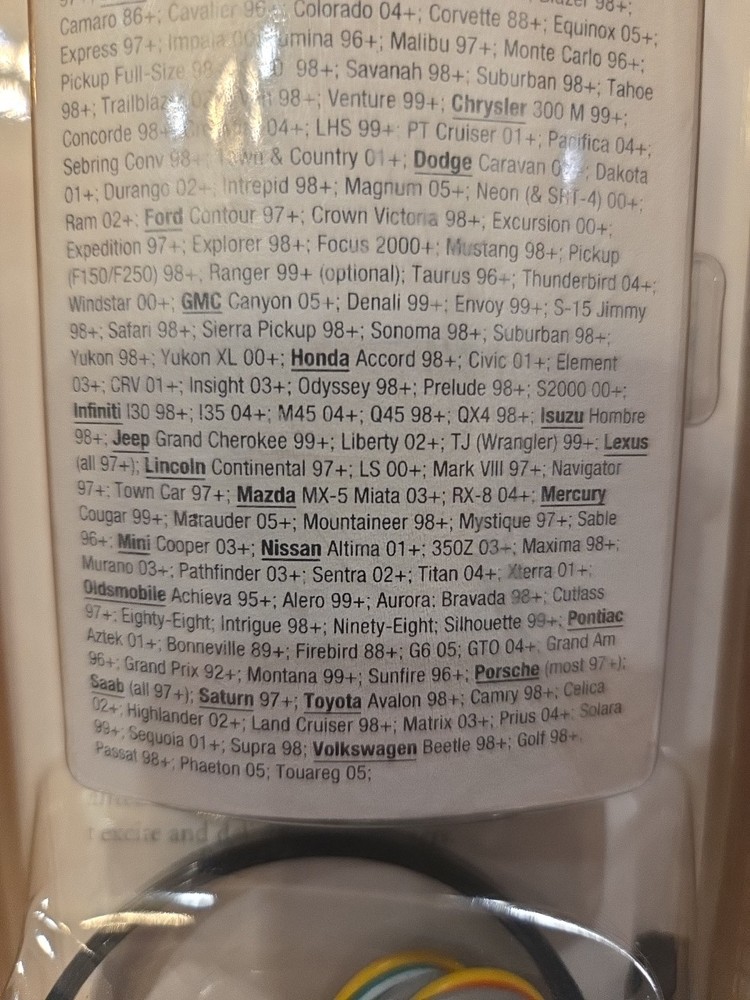 98+;
Camaro 86+; Cavalier 96+; Colorado 04+; Corvette 88+; Equinox 05+;
Express 97+; Impala 00+; Lumina 96+; Malibu 97+; Monte Carlo 96+;
Pickup Full-Size 98+; 98+; Savanah 98+; Suburban 98+; Tahoe
98+; Trailblazer 02+; Van 98+; Venture 99+; Chrysler 300 M 99+;
Concorde 98+; 04+; LHS 99+; PT Cruiser 01+; Pacifica 04+;
Sebring Conv 98+; Town & Country 01+; Dodge Caravan Dakota
01+; Durango 02+; Intrepid 98+; Magnum 05+; Neon (& SRT-4) 00+;
Ram 02+; Ford Contour 97+; Crown Victoria 98+; Excursion 00+;
Expedition 97+; Explorer 98+; Focus 2000+; Mustang 98+; Pickup
(F150/F250) 98+; Ranger 99+ (optional); Taurus 96+; Thunderbird 04+;
Windstar 00+; GMC Canyon 05+; Denali 99+; Envoy 99+; S-15 Jimmy
98+; Safari 98+; Sierra Pickup 98+; Sonoma 98+; Suburban 98+;
Yukon 98+; Yukon XL 00+; Honda Accord 98+; Civic 01+; Element
03+; CRV 01+; Insight 03+; Odyssey 98+; Prelude 98+; S2000 00+;
Infiniti I30 98+; I35 04+; M45 04+; Q45 98+; QX4 98+; Isuzu Hombre
98+; Jeep Grand Cherokee 99+; Liberty 02+; TJ (Wrangler) 99+; Lexus
(all 97+); Lincoln Continental 97+; LS 00+; Mark VIII 97+; Navigator
97+; Town Car 97+; Mazda MX-5 Miata 03+; RX-8 04+; Mercury
Cougar 99+; Marauder 05+; Mountaineer 98+; Mystique 97+; Sable
96+; Mini Cooper 03+; Nissan Altima 01+; 350Z 03+; Maxima 98+;
Murano 03+; Pathfinder 03+; Sentra 02+; Titan 04+; Xterra 01+;
Oldsmobile Achieva 95+; Alero 99+; Aurora; Bravada 98+; Cutlass
97+; Eighty-Eight; Intrigue 98+; Ninety-Eight; Silhouette 99+; Pontiac
Aztek 01+; Bonneville 89+; Firebird 88+; G6 05; GTO 04+; Grand Am
96+; Grand Prix 92+; Montana 99+; Sunfire 96+; Porsche (most 97+);
Saab (all 97+); Saturn 97+; Toyota Avalon 98+; Camry 98+; Celica
02+; Highlander 02+; Land Cruiser 98+; Matrix 03+; Prius 04+; Solara
99+; Sequoia 01+; Supra 98; Volkswagen Beetle 98+; Golf 98+;
Passat 98+; Phaeton 05; Touareg 05;
excite and